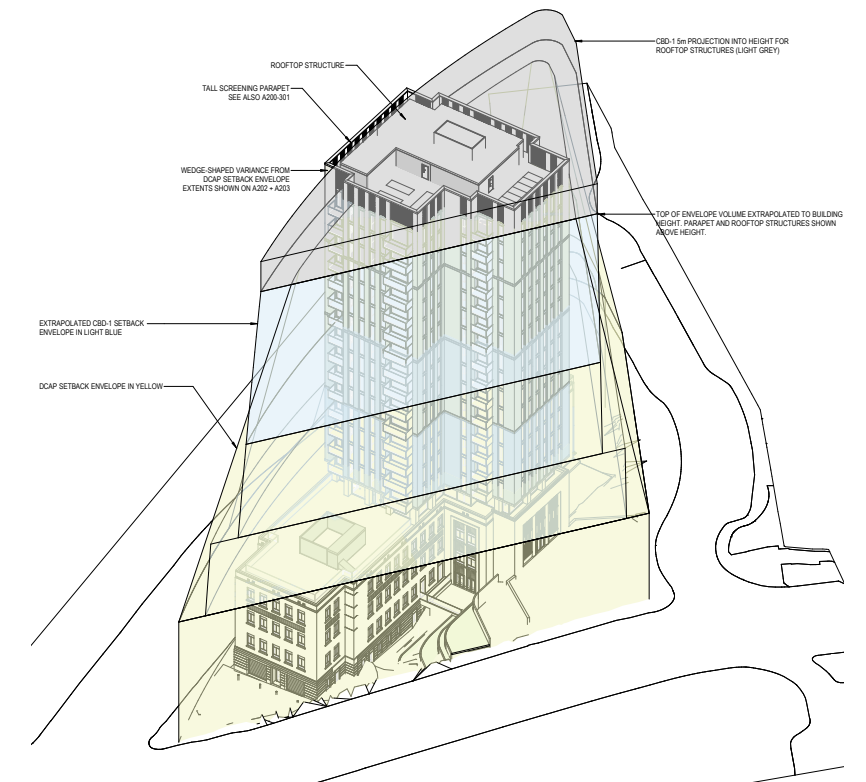 CBD-1 5m PROJECTION INTO HEIGHT FOR
ROOFTOP STRUCTURES (LIGHT GREY)
ROOFTOP STRUCTURE
TALL SCREENING PARAPET
SEE ALSO A200-301
WEDGE-SHAPED VARIANCE FROM
DCAP SETBACK ENVELOPE
EXTENTS SHOWN ON A202 + A203
TOP OF ENVELOPE VOLUME EXTRAPOLATED TO BUILDING
HEIGHT. PARAPET AND ROOFTOP STRUCTURES SHOWN
ABOVE HEIGHT.
EXTRAPOLATED CBD-1 SETBACK
ENVELOPE IN LIGHT BLUE
DCAP SETBACK ENVELOPE IN YELLOW